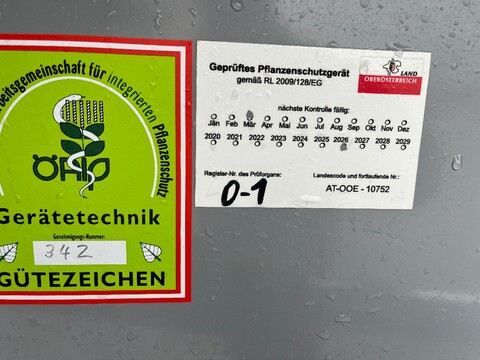 Arbeitsgemeinschaft für integrierten Pflanzenschutz
ÖAIP
Gerätetechnik
Genehmigungs-Nummer:
342
GÜTEZEICHEN
Geprüftes Pflanzenschutzgerät
gemäß RL 2009/128/EG
LAND
OBERÖSTERREICH
nächste Kontrolle fällig:
Jän Feb Mär Apr Mai Jun Jul Aug Sep Okt Nov Dez
2020 2021 2022 2023 2024 2025 2026 2027 2028 2029
Register-Nr. des Prüforgans:
0-1
Landescode und fortlaufende Nr.:
AT-OOE - 10752